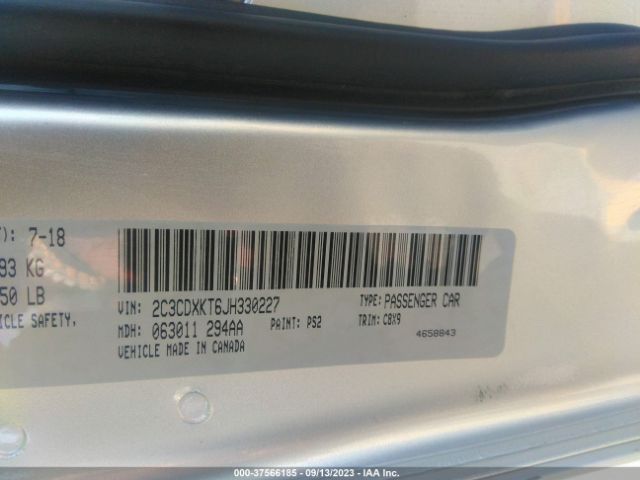 T): 7-18
93 KG
50 LB
ICLE SAFETY,
VIN: 2C3CDXKT6JH330227
TYPE: PASSENGER CAR
MDH: 063011 294AA
PAINT: PS2
TRIM: CBX9
VEHICLE MADE IN CANADA
4658843
000-37566185 - 09/13/2023 - IAA Inc.